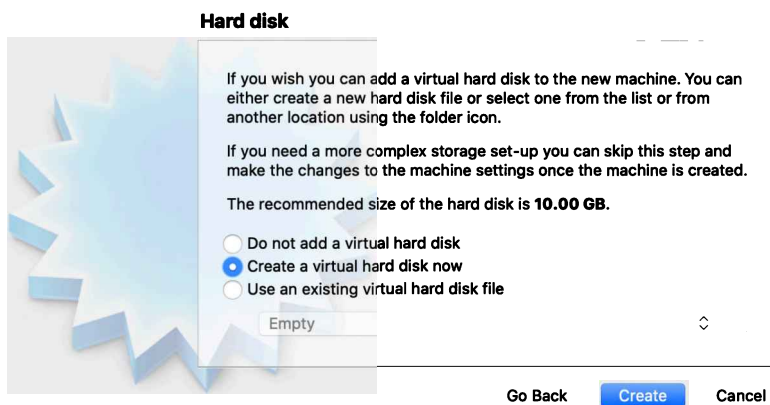 Hard disk
If you wish you can add a virtual hard disk to the new machine. You can
either create a new hard disk file or select one from the list or from
another location using the folder icon.
If you need a more complex storage set-up you can skip this step and
make the changes to the machine settings once the machine is created.
The recommended size of the hard disk is 10.00 GB.
Do not add a virtual hard disk
Create a virtual hard disk now
Use an existing virtual hard disk file
Empty
Go Back Create Cancel